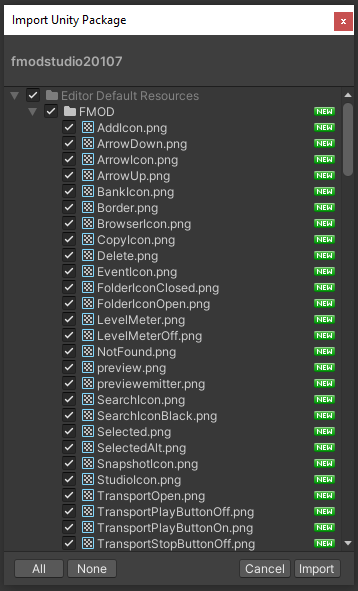 Import Unity Package
x
fmodstudio20107
Editor Default Resources
FMOD NEW
AddIcon.png NEW
ArrowDown.png NEW
ArrowIcon.png NEW
ArrowUp.png NEW
BankIcon.png NEW
Border.png NEW
BrowserIcon.png NEW
CopyIcon.png NEW
Delete.png NEW
EventIcon.png NEW
FolderIconClosed.png NEW
FolderIconOpen.png NEW
LevelMeter.png NEW
LevelMeterOff.png NEW
NotFound.png NEW
preview.png NEW
previewemitter.png NEW
SearchIcon.png NEW
SearchIconBlack.png NEW
Selected.png NEW
SelectedAlt.png NEW
SnapshotIcon.png NEW
StudioIcon.png NEW
TransportOpen.png NEW
TransportPlayButtonOff.png NEW
TransportPlayButtonOn.png NEW
TransportStopButtonOff.png NEW
All None Cancel Import